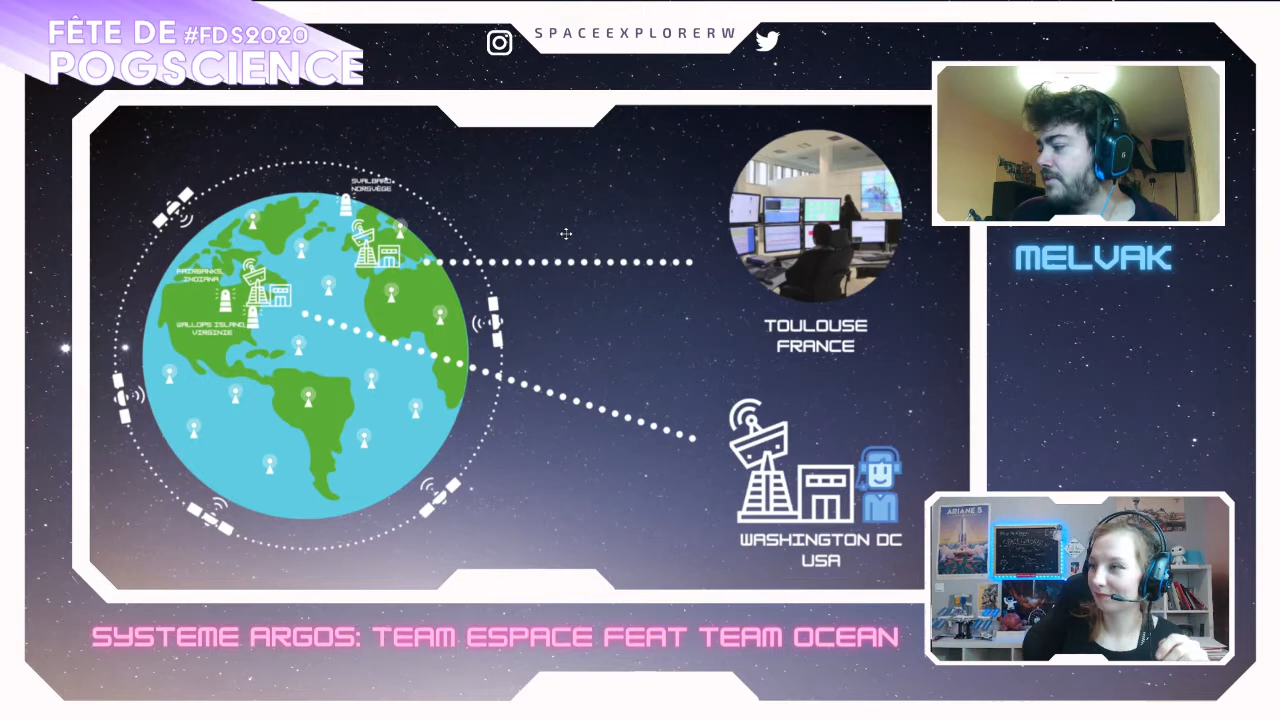 FÊTE DE #FDS2020
POGSCIENCE
SPACEEXPLORERW
SVALBARD,
NORVÈGE
FAIRBANKS,
INDIANA
WALLOPS ISLAND,
VIRGINIE
TOULOUSE
FRANCE
MELVAK
WASHINGTON DC
USA
ARIANE 5
SYSTEME ARGOS: TEAM ESPACE FEAT TEAM OCEAN